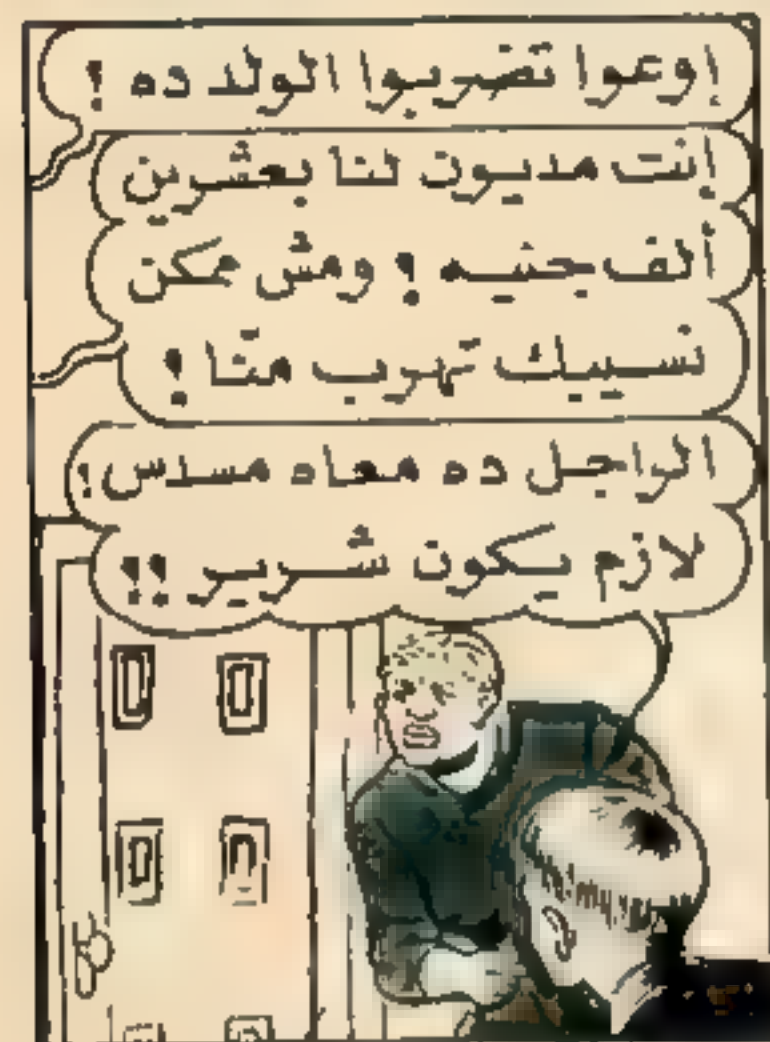 إوعوا تضربوا الولد ده !
إنت مديون لنا بعشرين
ألف جنيه ! ومش ممكن
نسيبك تهرب منّا !
الراجل ده معاه مسدس !
لازم يكون شرير !!